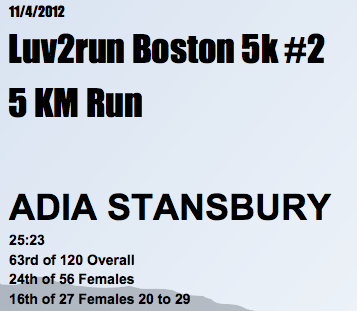 11/4/2012
Luv2run Boston 5k #2
5 KM Run
ADIA STANSBURY
25:23
63rd of 120 Overall
24th of 56 Females
16th of 27 Females 20 to 29